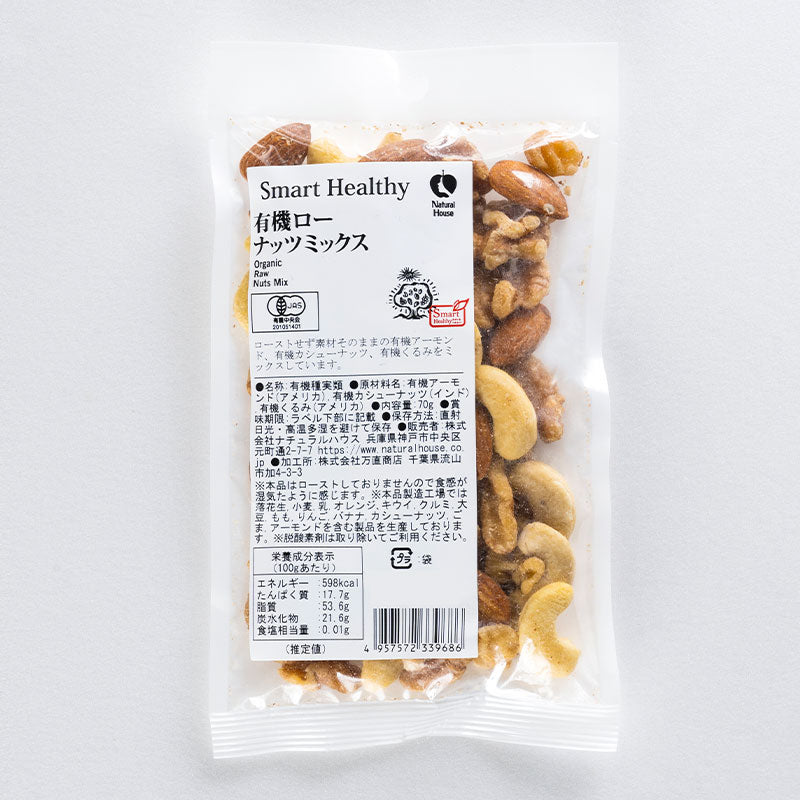 Smart Healthy
Natural
House
有機ロー
ナッツミックス
Organic
Raw
Nuts Mix
JAS
有機中央会
201051401
Smart
Healthy
ローストせず素材そのままの有機アーモン
ド、有機カシューナッツ、有機くるみをミ
ックスしています。
●名称:有機種実類 ●原材料名:有機アーモ
ンド(アメリカ)、有機カシューナッツ(インド)
、有機くるみ(アメリカ) ●内容量:70g ●賞
味期限:ラベル下部に記載 ●保存方法:直射
日光・高温多湿を避けて保存 ●販売者:株式
会社ナチュラルハウス 兵庫県神戸市中央区
元町通2-7-7 https://www.naturalhouse.co.
jp ●加工所:株式会社万直商店 千葉県流山
市加4-3-3
※本品はローストしておりませんので食感が
湿気たように感じます。※本品製造工場では
落花生、小麦、乳、オレンジ、キウイ、クルミ、大
豆、もも、りんご、バナナ、カシューナッツ、ご
ま、アーモンドを含む製品を生産しておりま
す。※脱酸素剤は取り除いてご利用ください。
栄養成分表示
(100gあたり)
エネルギー :598kcal
たんぱく質 :17.7g
脂質 :53.6g
炭水化物 :21.6g
食塩相当量 :0.01g
(推定値)
プラ :袋
4 957572 339686